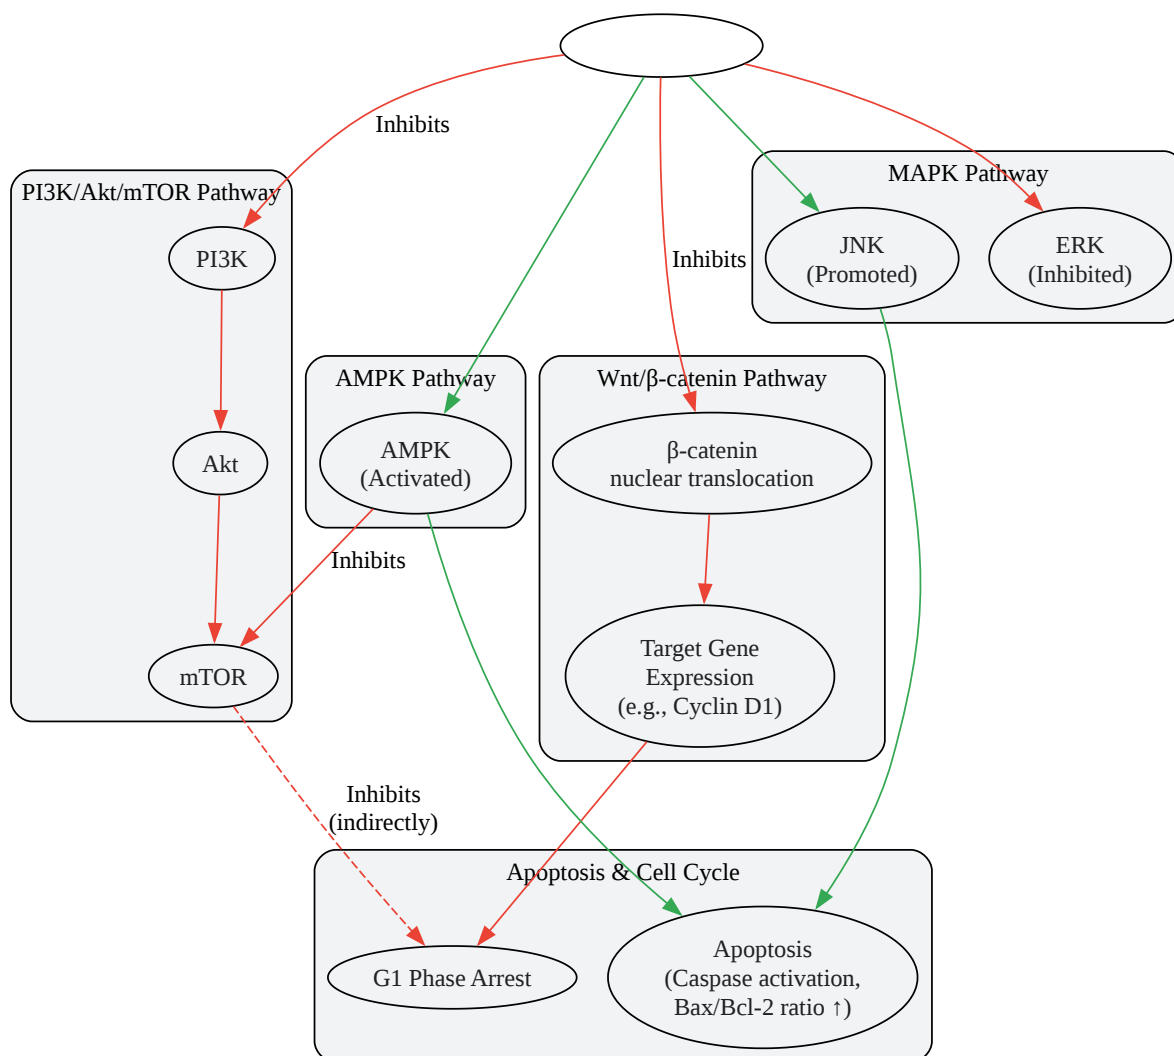 Inhibits
PI3K/Akt/mTOR Pathway
MAPK Pathway
PI3K
JNK
(Promoted)
ERK
(Inhibited)
Inhibits
AMPK Pathway
Wnt/β-catenin Pathway
Akt
AMPK
(Activated)
β-catenin
nuclear translocation
Inhibits
mTOR
Target Gene
Expression
(e.g., Cyclin D1)
Inhibits
(indirectly)
Apoptosis & Cell Cycle
G1 Phase Arrest
Apoptosis
(Caspase activation,
Bax/Bcl-2 ratio ↑)